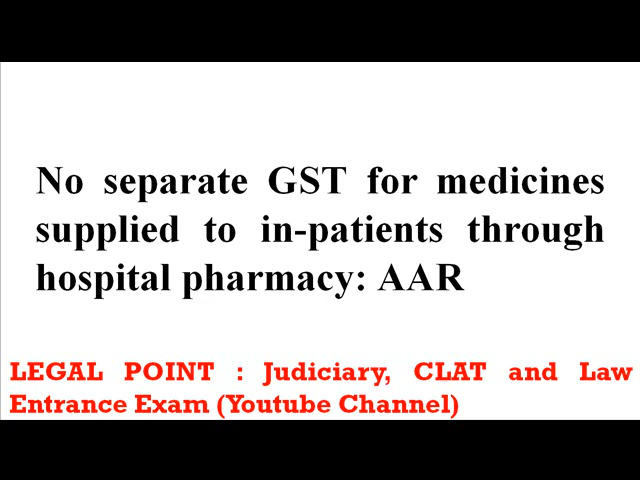 No separate GST for medicines
supplied to in-patients through
hospital pharmacy: AAR
LEGAL POINT : Judiciary, CLAT and Law
Entrance Exam (Youtube Channel)